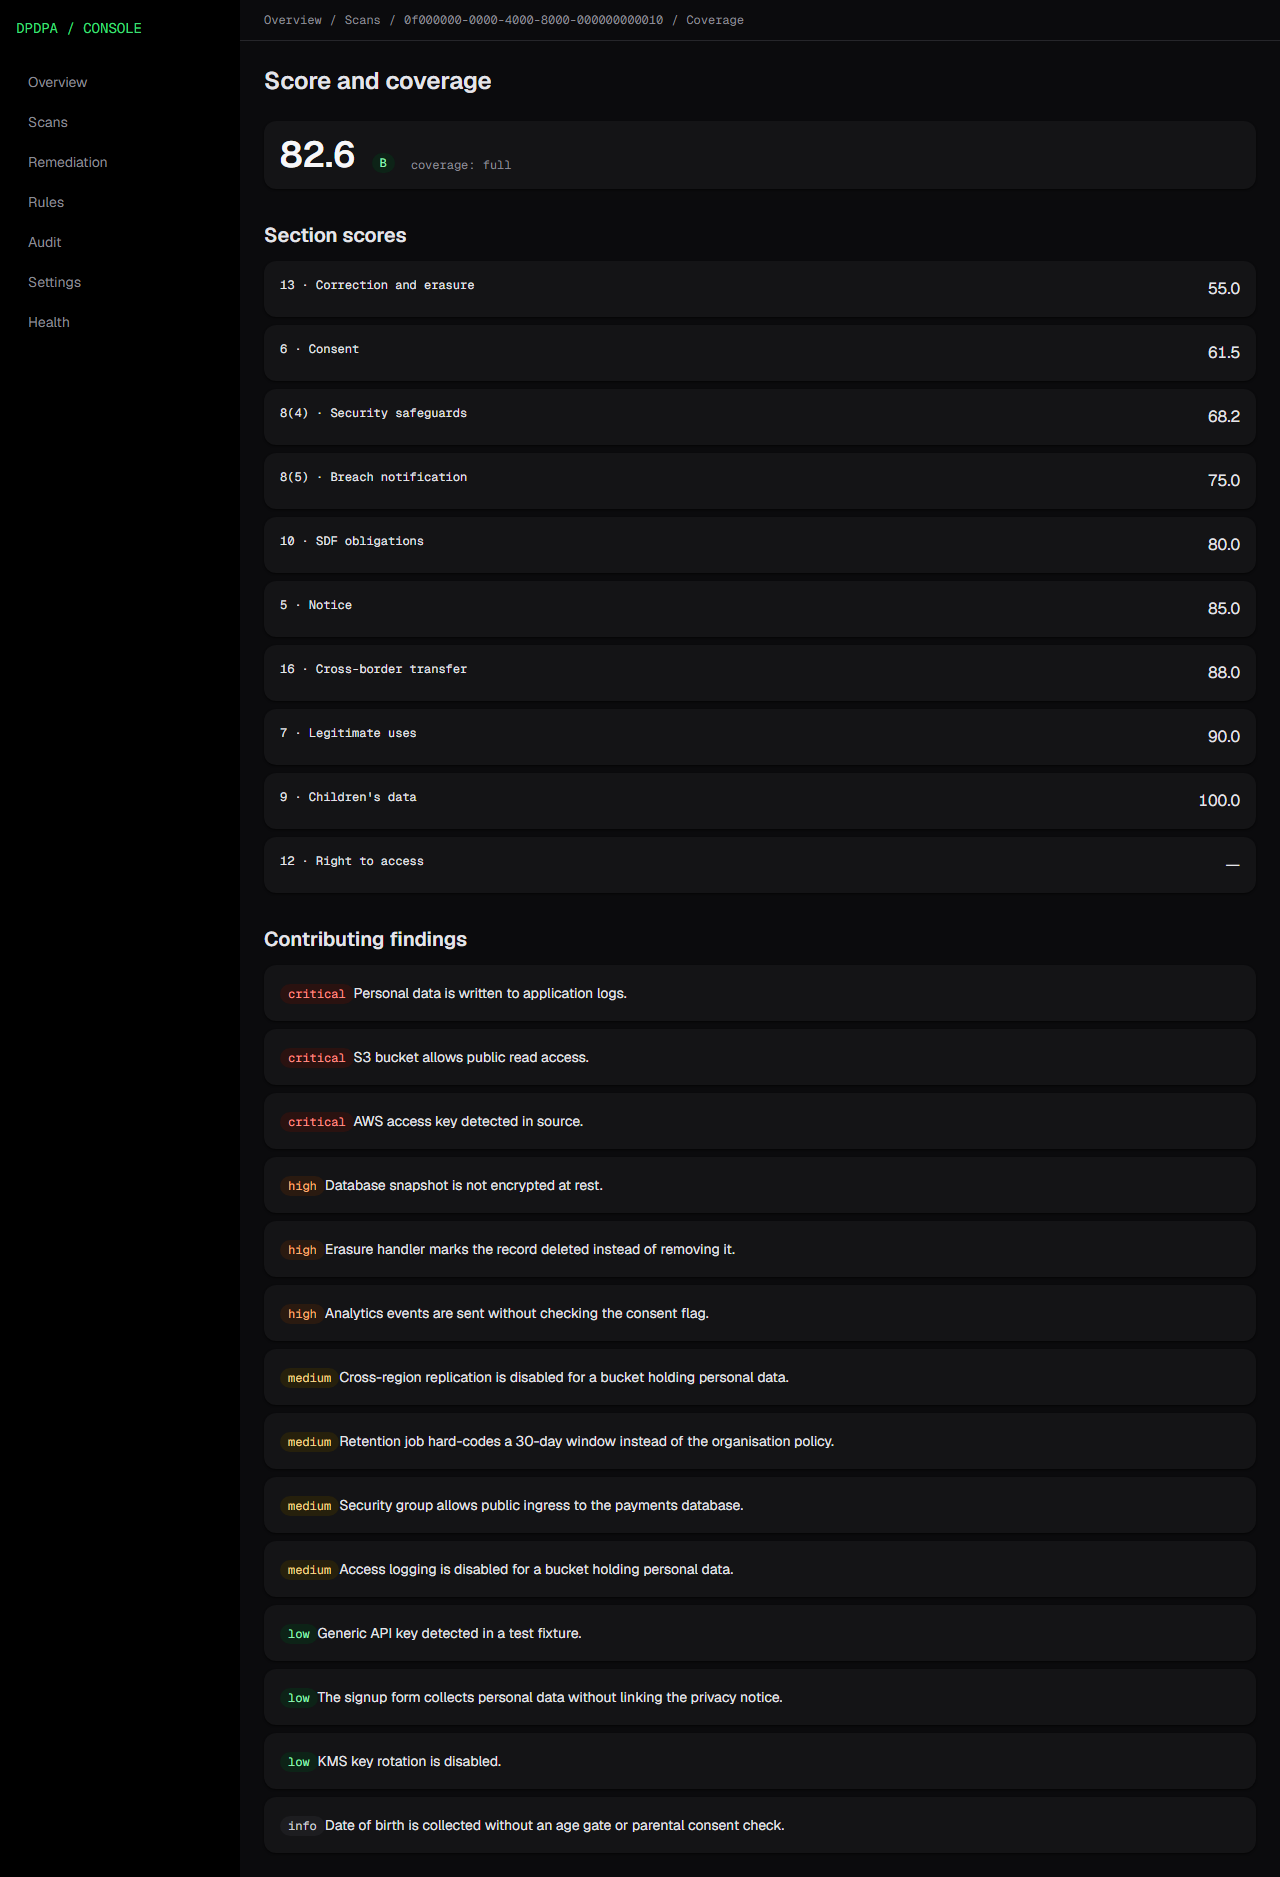 DPDPA / CONSOLE
Overview
Scans
Remediation
Rules
Audit
Settings
Health
Overview / Scans / 0f000000-0000-4000-8000-000000000010 / Coverage
Score and coverage
82.6 B coverage: full
Section scores
13 · Correction and erasure 55.0
6 · Consent 61.5
8(4) · Security safeguards 68.2
8(5) · Breach notification 75.0
10 · SDF obligations 80.0
5 · Notice 85.0
16 · Cross-border transfer 88.0
7 · Legitimate uses 90.0
9 · Children's data 100.0
12 · Right to access —
Contributing findings
critical Personal data is written to application logs.
critical S3 bucket allows public read access.
critical AWS access key detected in source.
high Database snapshot is not encrypted at rest.
high Erasure handler marks the record deleted instead of removing it.
high Analytics events are sent without checking the consent flag.
medium Cross-region replication is disabled for a bucket holding personal data.
medium Retention job hard-codes a 30-day window instead of the organisation policy.
medium Security group allows public ingress to the payments database.
medium Access logging is disabled for a bucket holding personal data.
low Generic API key detected in a test fixture.
low The signup form collects personal data without linking the privacy notice.
low KMS key rotation is disabled.
info Date of birth is collected without an age gate or parental consent check.